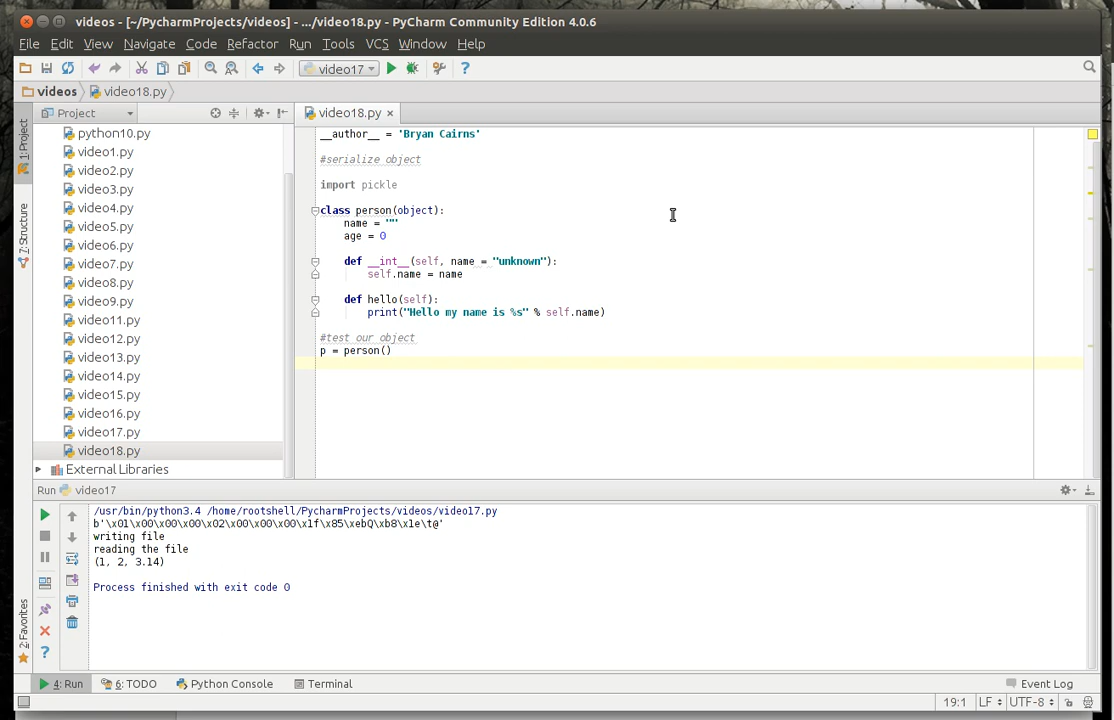 videos - [~/PycharmProjects/videos] - .../video18.py - PyCharm Community Edition 4.0.6
File Edit View Navigate Code Refactor Run Tools VCS Window Help
video17
videos video18.py
Project
video18.py
1: Project
7: Structure
2: Favorites
python10.py
video1.py
video2.py
video3.py
video4.py
video5.py
video6.py
video7.py
video8.py
video9.py
video11.py
video12.py
video13.py
video14.py
video15.py
video16.py
video17.py
video18.py
External Libraries
__author__ = 'Bryan Cairns'
#serialize object
import pickle
class person(object):
name = ""
age = 0
def __int__(self, name = "unknown"):
self.name = name
def hello(self):
print("Hello my name is %s" % self.name)
#test our object
p = person()
Run video17
/usr/bin/python3.4 /home/rootshell/PycharmProjects/videos/video17.py
b'\x01\x00\x00\x00\x02\x00\x00\x00\x1f\x85\xebQ\xb8\x1e\t@'
writing file
reading the file
(1, 2, 3.14)
Process finished with exit code 0
4: Run 6: TODO Python Console Terminal Event Log
19:1 LF UTF-8